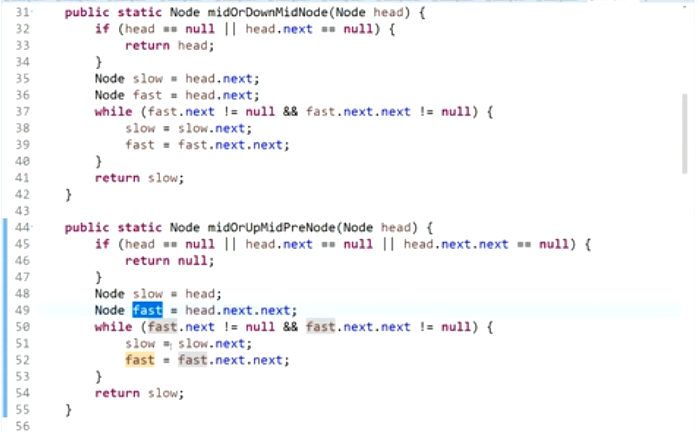 31 public static Node midOrDownMidNode(Node head) {
32 if (head == null || head.next == null) {
33 return head;
34 }
35 Node slow = head.next;
36 Node fast = head.next;
37 while (fast.next != null && fast.next.next != null) {
38 slow = slow.next;
39 fast = fast.next.next;
40 }
41 return slow;
42 }
43
44 public static Node midOrUpMidPreNode(Node head) {
45 if (head == null || head.next == null || head.next.next == null) {
46 return null;
47 }
48 Node slow = head;
49 Node fast = head.next.next;
50 while (fast.next != null && fast.next.next != null) {
51 slow = slow.next;
52 fast = fast.next.next;
53 }
54 return slow;
55 }
56